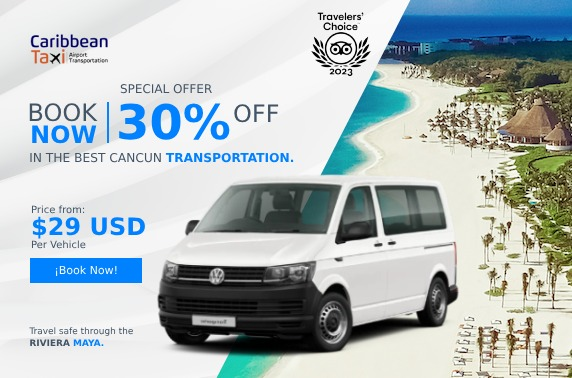 Caribbean
Taxi Airport Transportation
Travelers'
Choice
2023
SPECIAL OFFER
BOOK
NOW
30% OFF
IN THE BEST CANCUN TRANSPORTATION.
Price from:
$29 USD
Per Vehicle
¡Book Now!
Travel safe through the
RIVIERA MAYA.